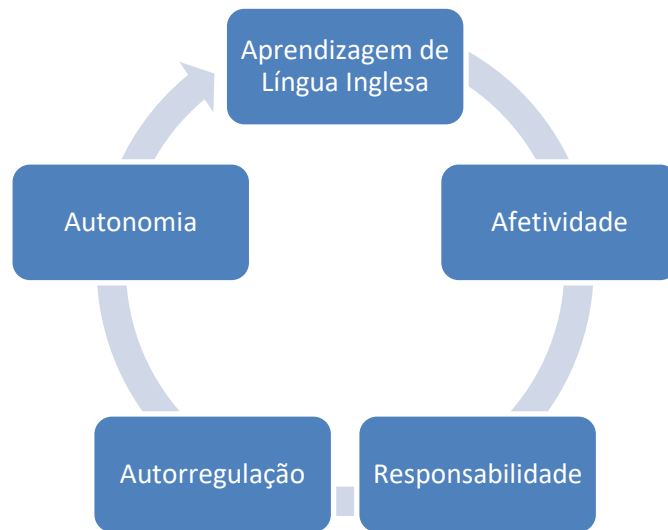 Aprendizagem de
Língua Inglesa
Afetividade
Responsabilidade
Autorregulação
Autonomia